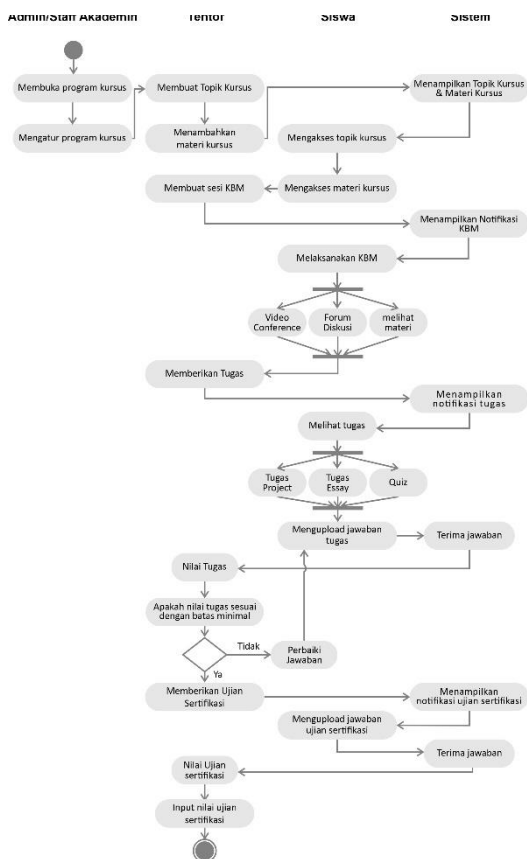 Admin/Staff Akademin
Tentor
Siswa
Sistem
Membuka program kursus
Membuat Topik Kursus
Menampilkan Topik Kursus
& Materi Kursus
Mengatur program kursus
Menambahkan
materi kursus
Mengakses topik kursus
Membuat sesi KBM
Mengakses materi kursus
Menampilkan Notifikasi
KBM
Melaksanakan KBM
Video
Conference
Forum
Diskusi
melihat
materi
Memberikan Tugas
Menampilkan
notifikasi tugas
Melihat tugas
Tugas
Project
Tugas
Essay
Quiz
Mengupload jawaban
tugas
Terima jawaban
Nilai Tugas
Apakah nilai tugas sesuai
dengan batas minimal
Tidak
Perbaiki
Jawaban
Ya
Memberikan Ujian
Sertifikasi
Menampilkan
notifikasi ujian sertifikasi
Mengupload jawaban
ujian sertifikasi
Terima jawaban
Nilai Ujian
sertifikasi
Input nilai ujian
sertifikasi